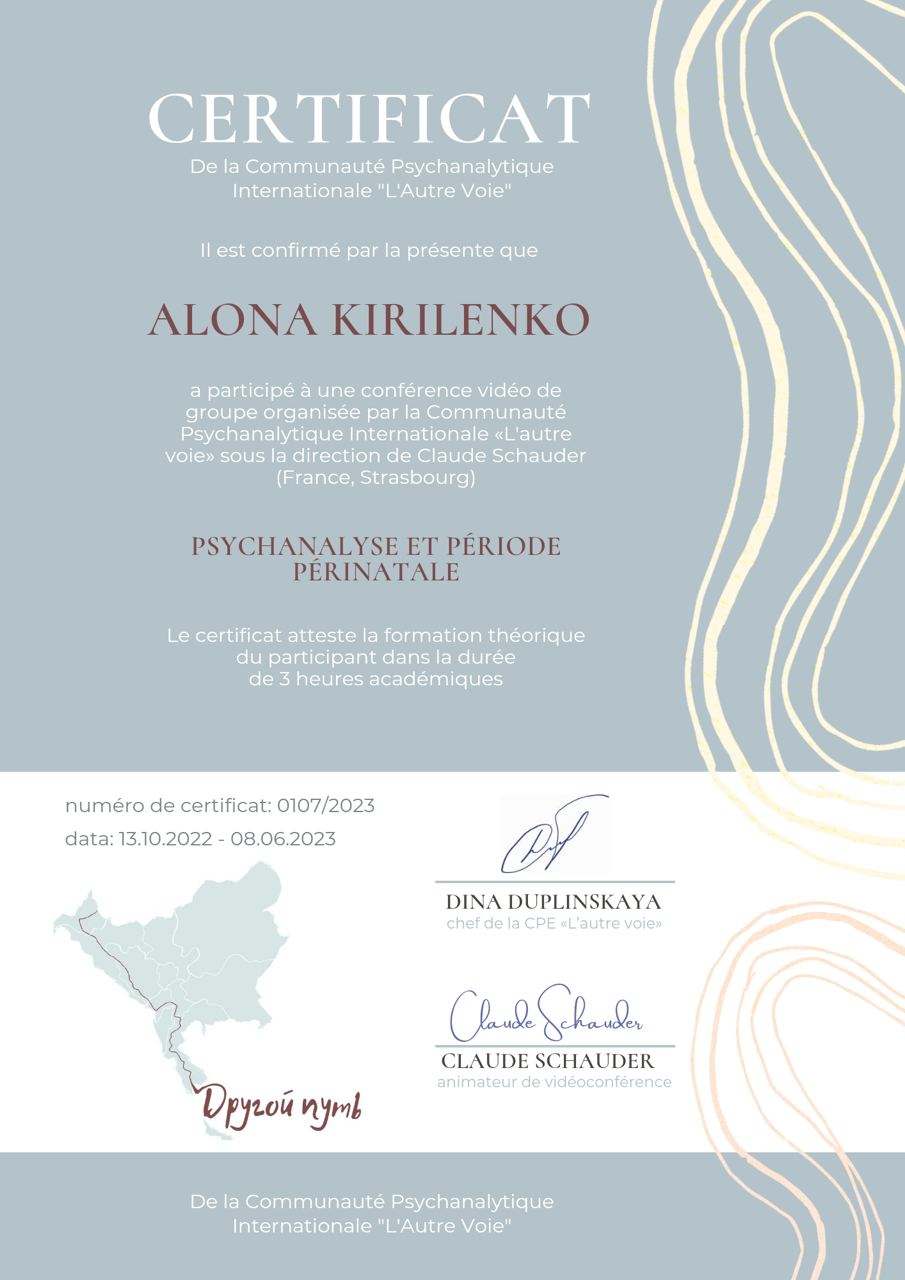 CERTIFICAT
De la Communauté Psychanalytique
Internationale "L'Autre Voie"
Il est confirmé par la présente que
ALONA KIRILENKO
a participé à une conférence vidéo de
groupe organisée par la Communauté
Psychanalytique Internationale «L'autre
voie» sous la direction de Claude Schauder
(France, Strasbourg)
PSYCHANALYSE ET PÉRIODE
PÉRINATALE
Le certificat atteste la formation théorique
du participant dans la durée
de 3 heures académiques
numéro de certificat: 0107/2023
data: 13.10.2022 - 08.06.2023
DINA DUPLINSKAYA
chef de la CPE «L'autre voie»
Claude Schauder
CLAUDE SCHAUDER
animateur de vidéoconférence
Другой путь
De la Communauté Psychanalytique
Internationale "L'Autre Voie"